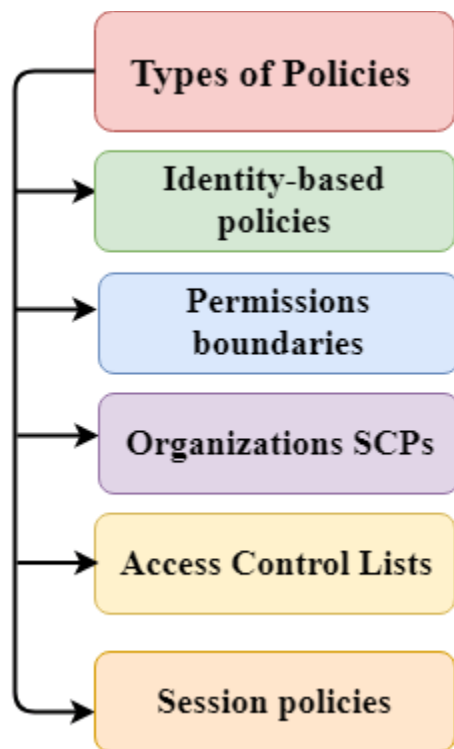 Types of Policies
Identity-based
policies
Permissions
boundaries
Organizations SCPs
Access Control Lists
Session policies